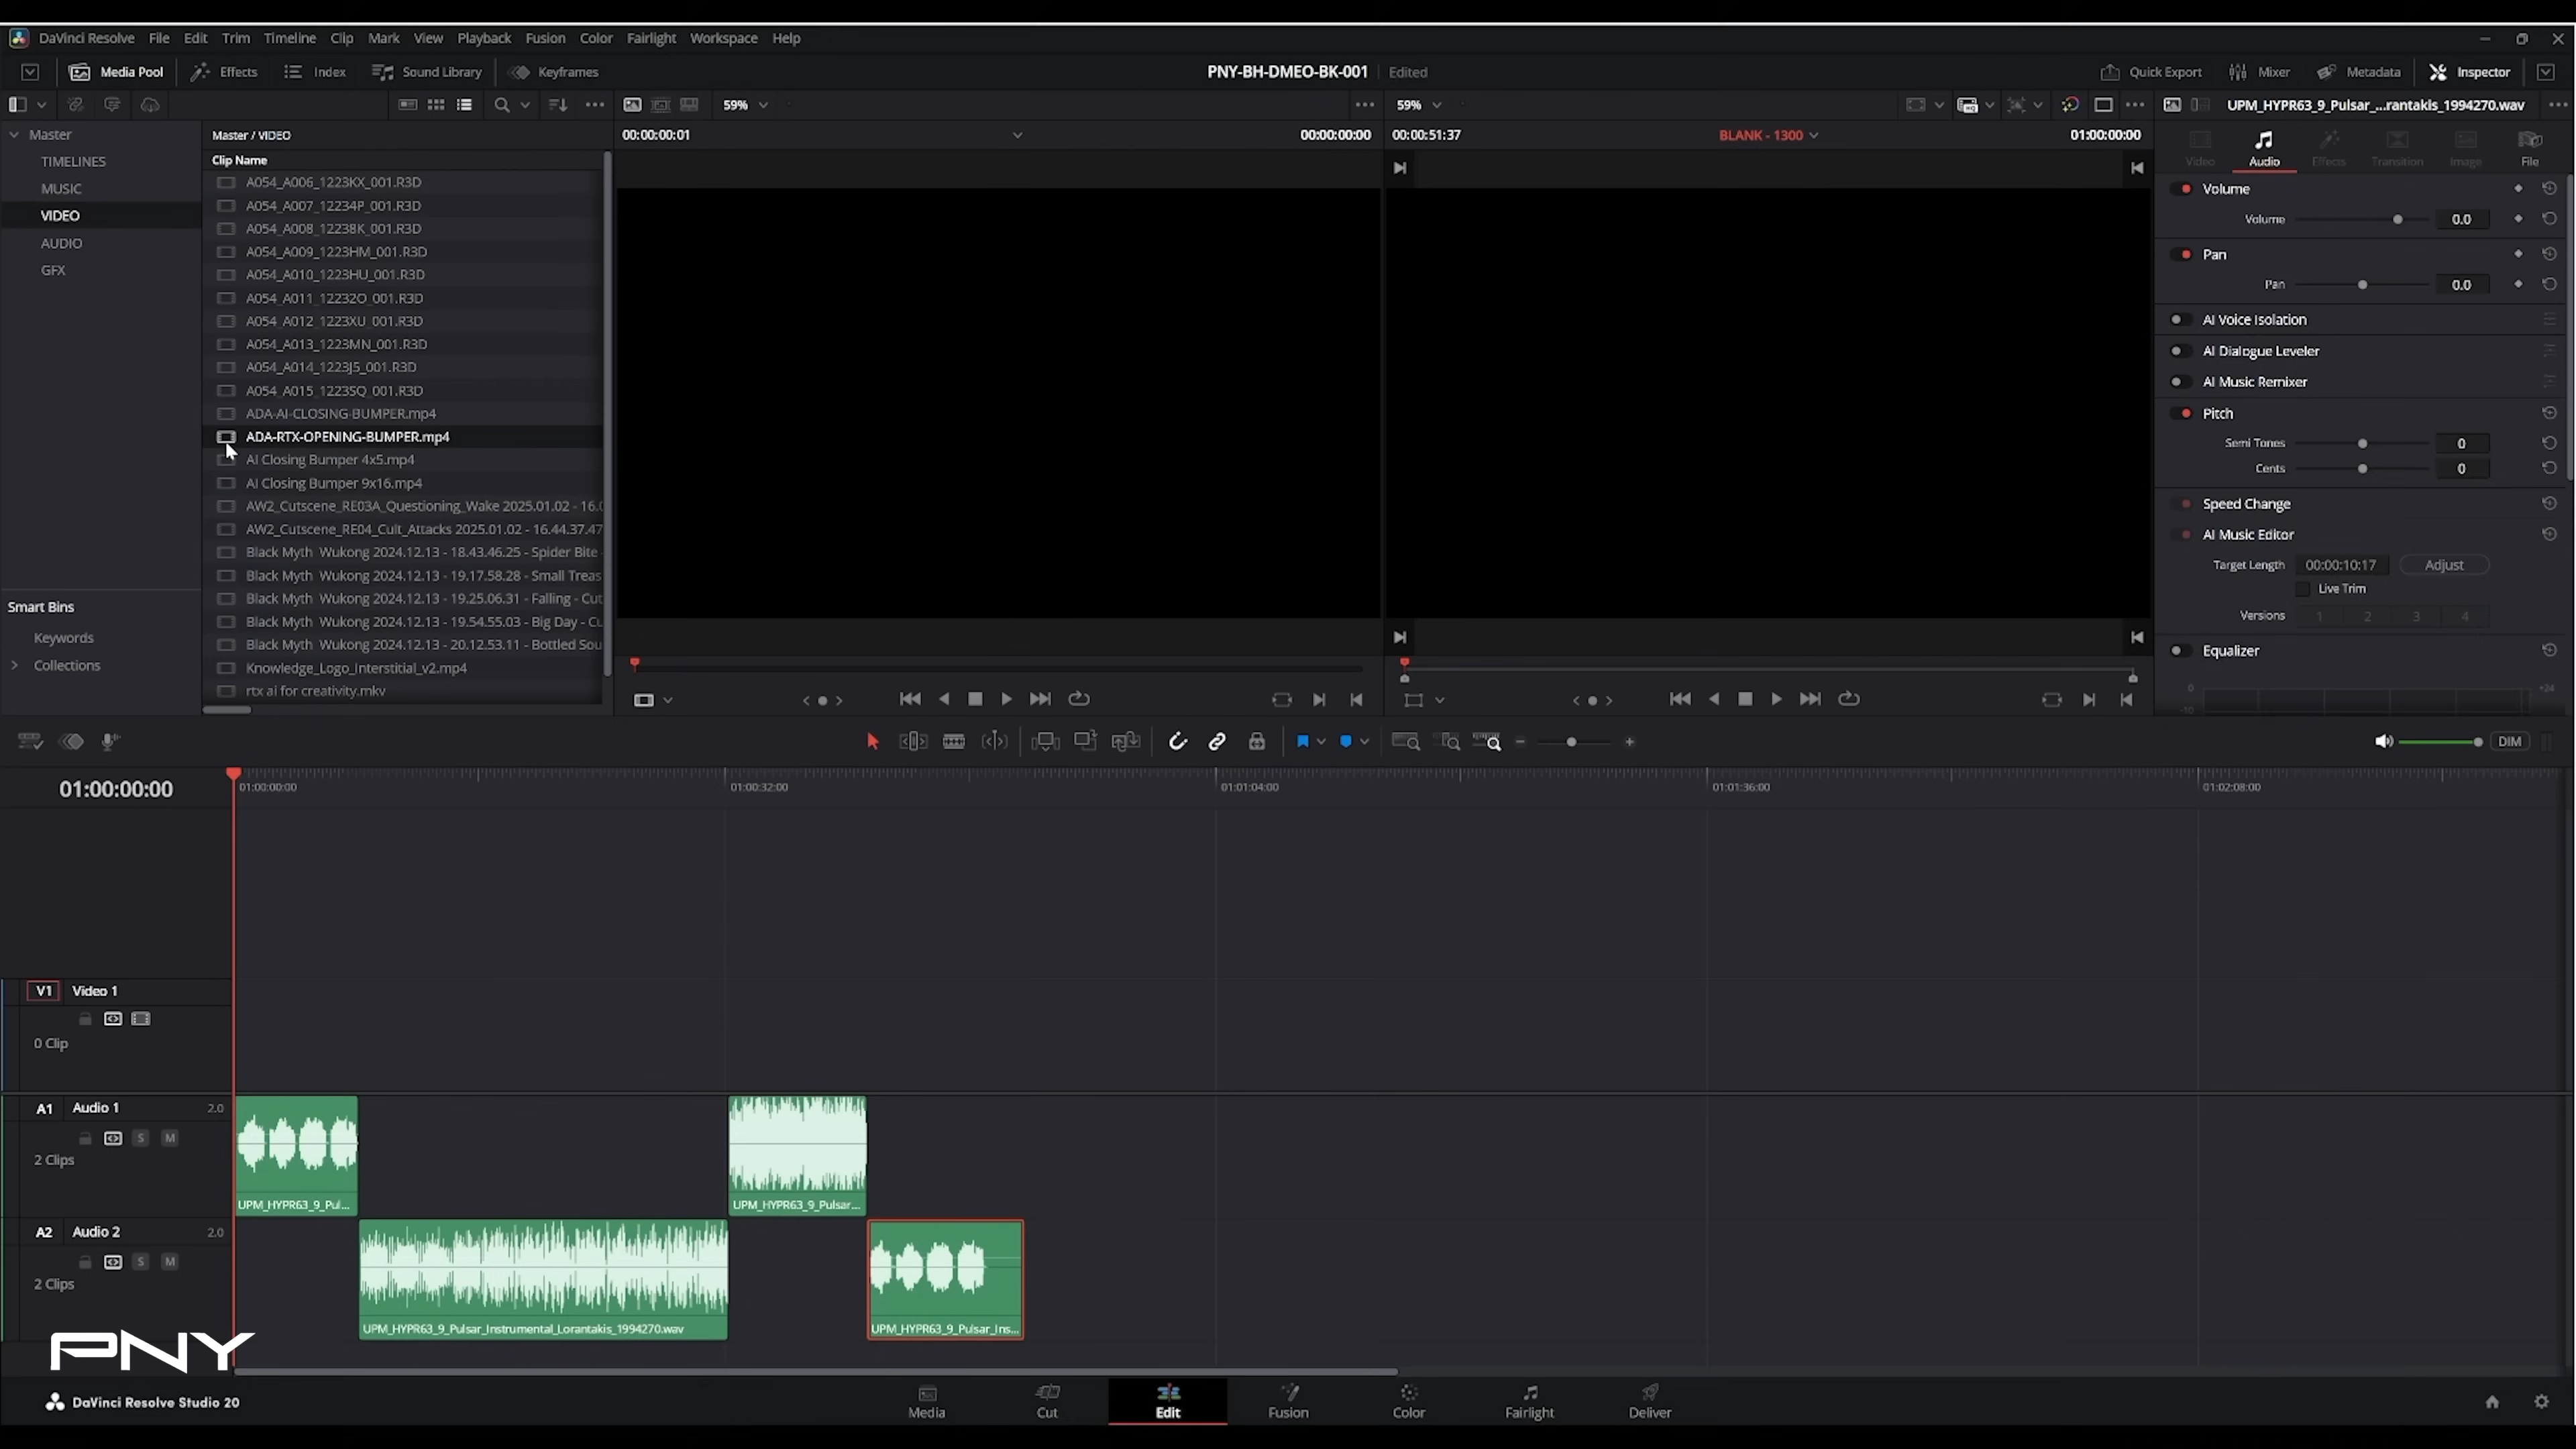 DaVinci Resolve File Edit Trim Timeline Clip Mark View Playback Fusion Color Fairlight Workspace Help
Media Pool Effects Index Sound Library Keyframes PNY-BH-DMEO-BK-001 Edited Quick Export Mixer Metadata Inspector
59% 59% UPM_HYPR63_9_Pulsar_...rantakis_1994270.wav
Master Master / VIDEO 00:00:00:01 00:00:00:00 00:00:51:37 BLANK - 1300 01:00:00:00
TIMELINES
MUSIC
VIDEO
AUDIO
GFX
Smart Bins
Keywords
Collections
Clip Name
A054_A006_1223KX_001.R3D
A054_A007_12234P_001.R3D
A054_A008_12238K_001.R3D
A054_A009_1223HM_001.R3D
A054_A010_1223HU_001.R3D
A054_A011_12232O_001.R3D
A054_A012_1223XU_001.R3D
A054_A013_1223MN_001.R3D
A054_A014_1223J5_001.R3D
A054_A015_1223SQ_001.R3D
ADA-AI-CLOSING-BUMPER.mp4
ADA-RTX-OPENING-BUMPER.mp4
AI Closing Bumper 4x5.mp4
AI Closing Bumper 9x16.mp4
AW2_Cutscene_RE03A_Questioning_Wake 2025.01.02 - 16.0
AW2_Cutscene_RE04_Cult_Attacks 2025.01.02 - 16.44.37.47
Black Myth Wukong 2024.12.13 - 18.43.46.25 - Spider Bite -
Black Myth Wukong 2024.12.13 - 19.17.58.28 - Small Treas
Black Myth Wukong 2024.12.13 - 19.25.06.31 - Falling - Cut
Black Myth Wukong 2024.12.13 - 19.54.55.03 - Big Day - Cu
Black Myth Wukong 2024.12.13 - 20.12.53.11 - Bottled Sou
Knowledge_Logo_Interstitial_v2.mp4
rtx ai for creativity.mkv
Video Audio Effects Transition Image File
Volume
Volume 0.0
Pan
Pan 0.0
AI Voice Isolation
AI Dialogue Leveler
AI Music Remixer
Pitch
Semi Tones 0
Cents 0
Speed Change
AI Music Editor
Target Length 00:00:10:17 Adjust
Live Trim
Versions 1 2 3 4
Equalizer
0 +24
-10
DIM
01:00:00:00 01:00:00:00 01:00:32:00 01:01:04:00 01:01:36:00 01:02:08:00
V1 Video 1
0 Clip
A1 Audio 1 2.0
S M
2 Clips
UPM_HYPR63_9_Pul... UPM_HYPR63_9_Pulsar...
A2 Audio 2 2.0
S M
2 Clips
UPM_HYPR63_9_Pulsar_Instrumental_Lorantakis_1994270.wav UPM_HYPR63_9_Pulsar_Ins...
PNY
DaVinci Resolve Studio 20
Media Cut Edit Fusion Color Fairlight Deliver